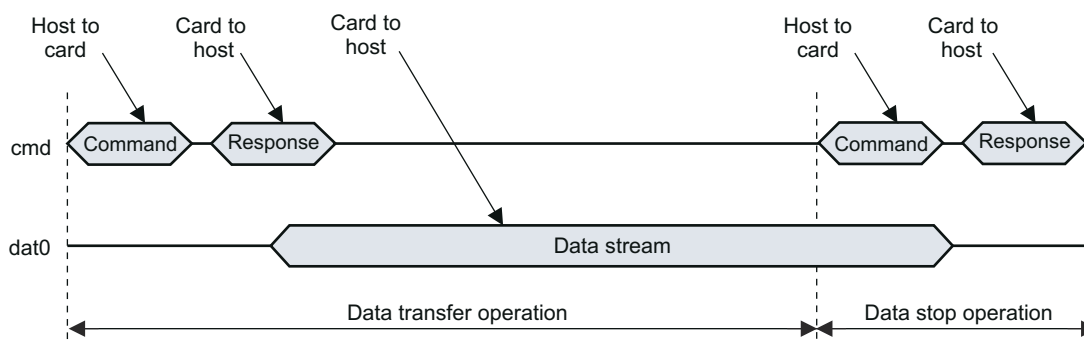 Host to
card
Card to
host
Card to
host
Host to
card
Card to
host
cmd
Command
Response
Command
Response
dat0
Data stream
Data transfer operation
Data stop operation